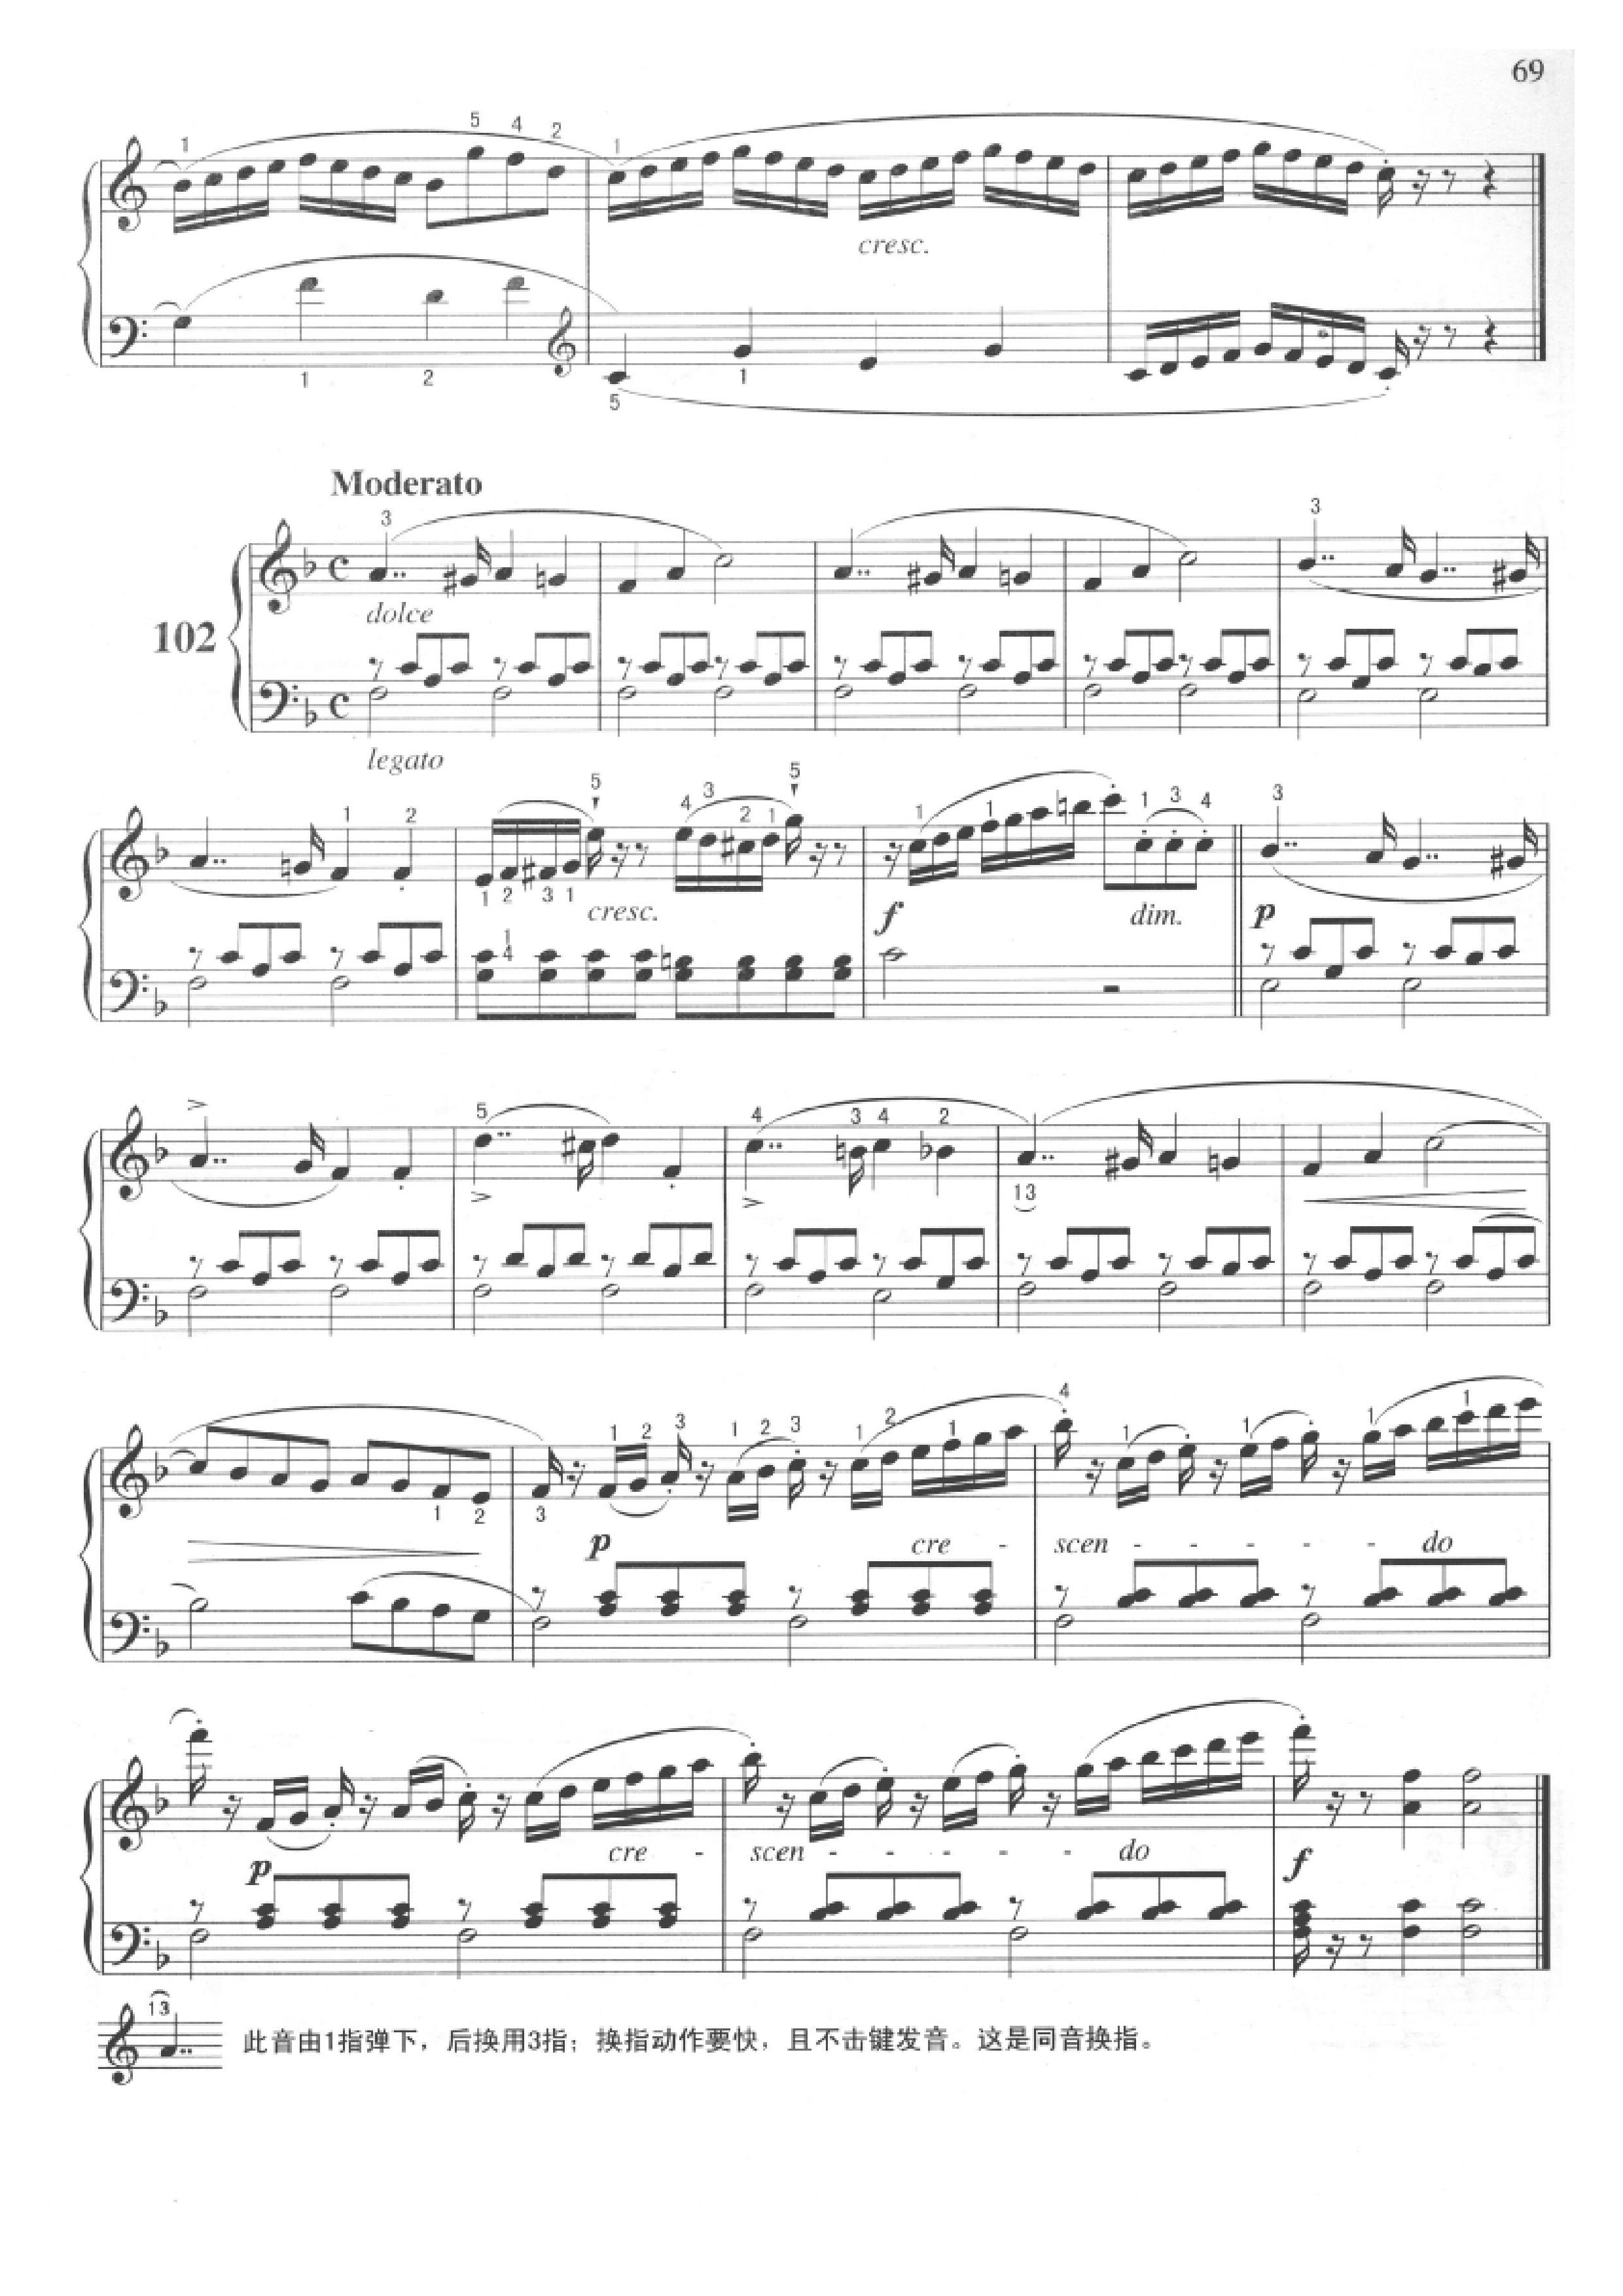 69
1 5 4 2 1
cresc.
1 2 5 1
Moderato
3 3
dolce
102
legato
1 2 5 4 3 2 1 5 1 1 1 3 4 3
1 2 3 1
cresc. f dim. p
1
4
5 4 3 4 2
13
4
1 2 3 1 2 3 1 2 1 1 1 1 1
1 2 3
p cre - scen - - - - do
p cre - scen - - - - do f
13
此音由1指弹下，后换用3指；换指动作要快，且不击键发音。这是同音换指。